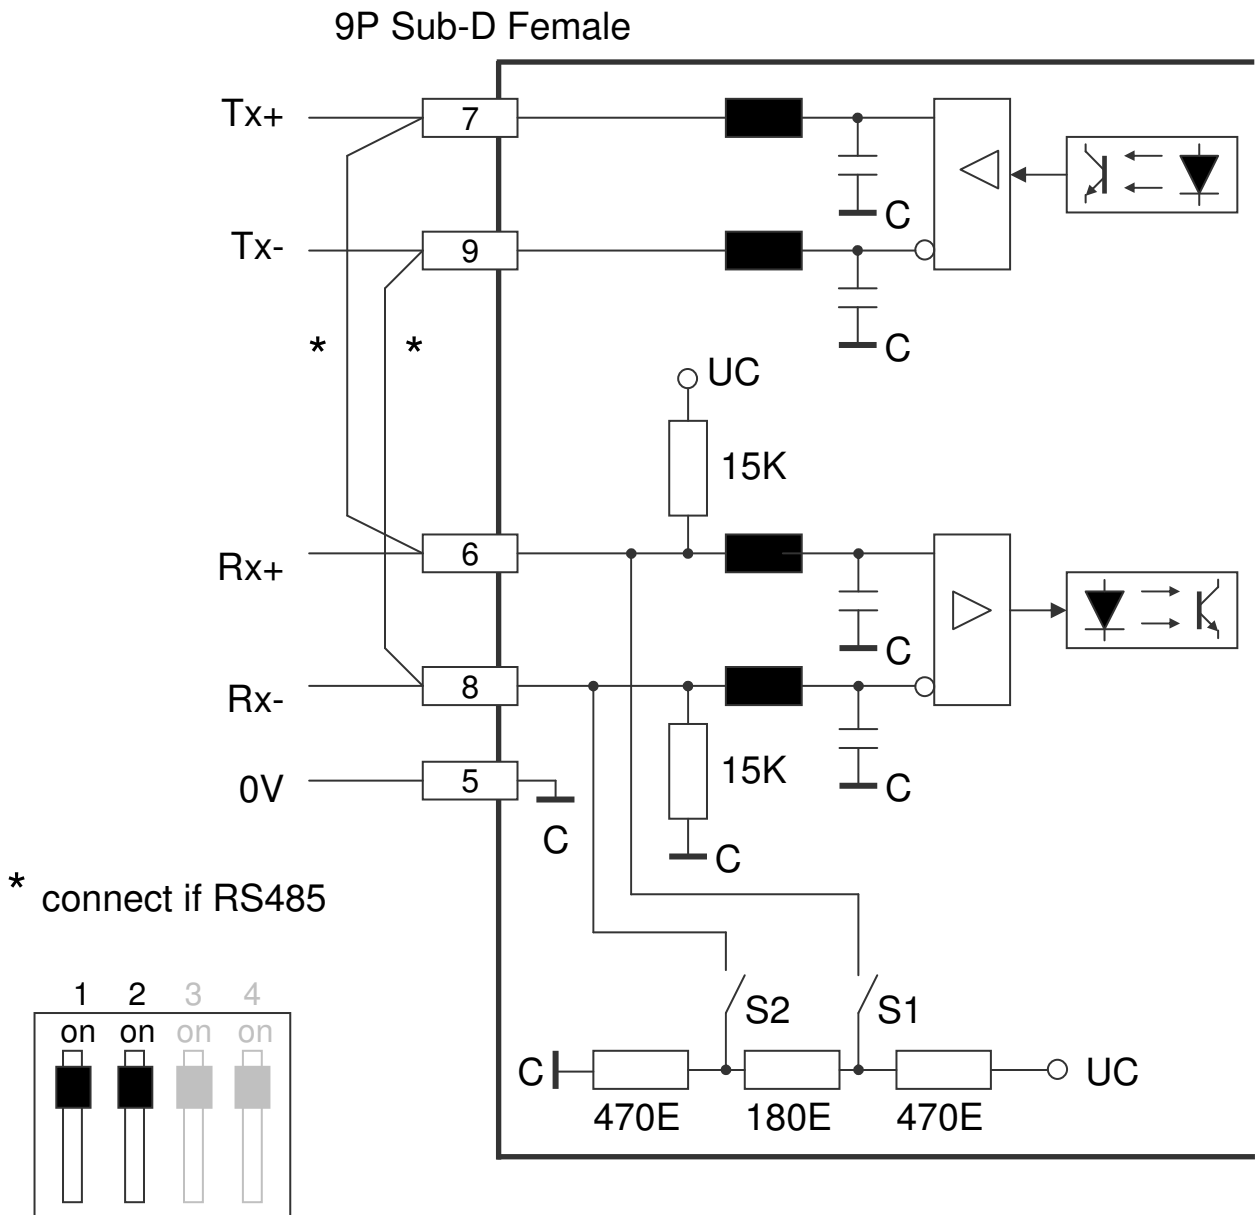 9P Sub-D Female
Tx+
7
C
Tx-
9
C
*
*
UC
15K
Rx+
6
C
Rx-
8
15K
C
0V
5
C
C
* connect if RS485
1 2 3 4
on on on on
S2
S1
C
UC
470E
180E
470E